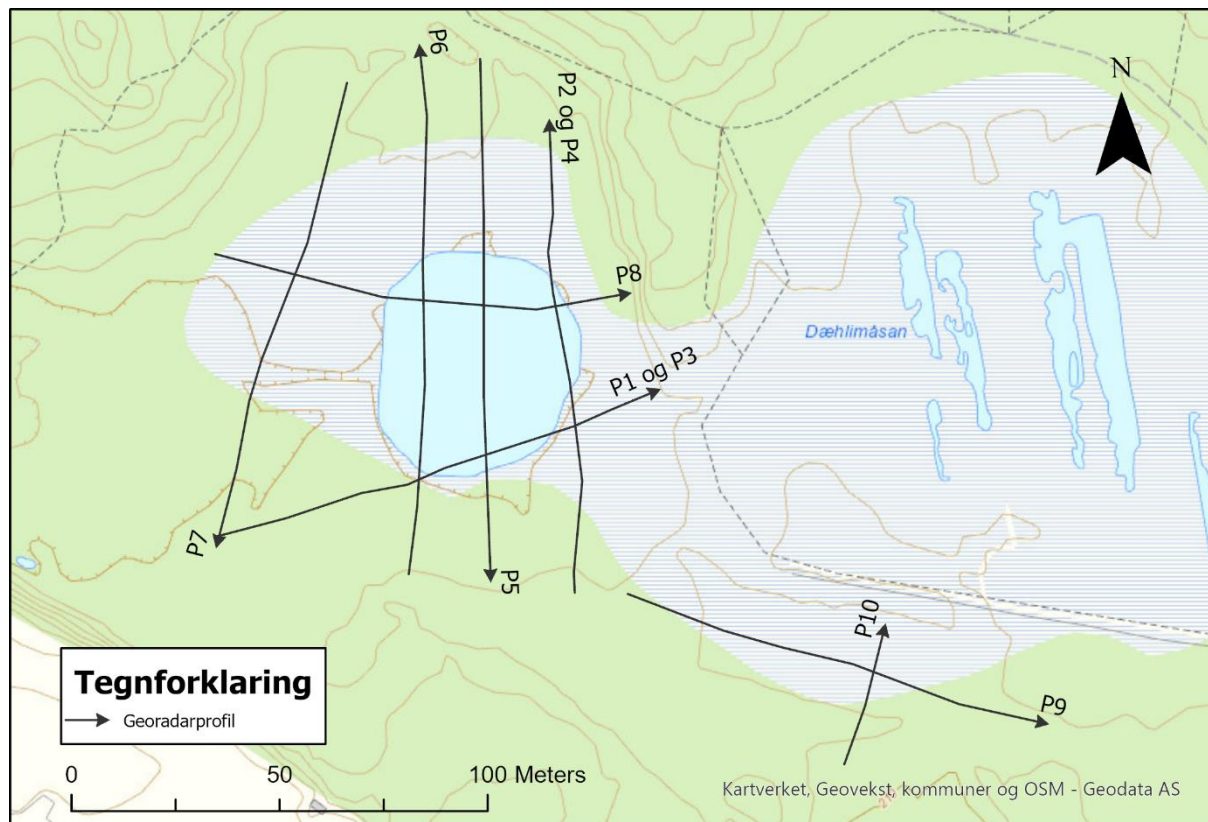 P6
P2 og P4
N
P8
Dæhlimåsan
P1 og P3
P7
P5
P10
P9
Tegnforklaring
Georadarprofil
0 50 100 Meters
Kartverket, Geovekst, kommuner og OSM - Geodata AS